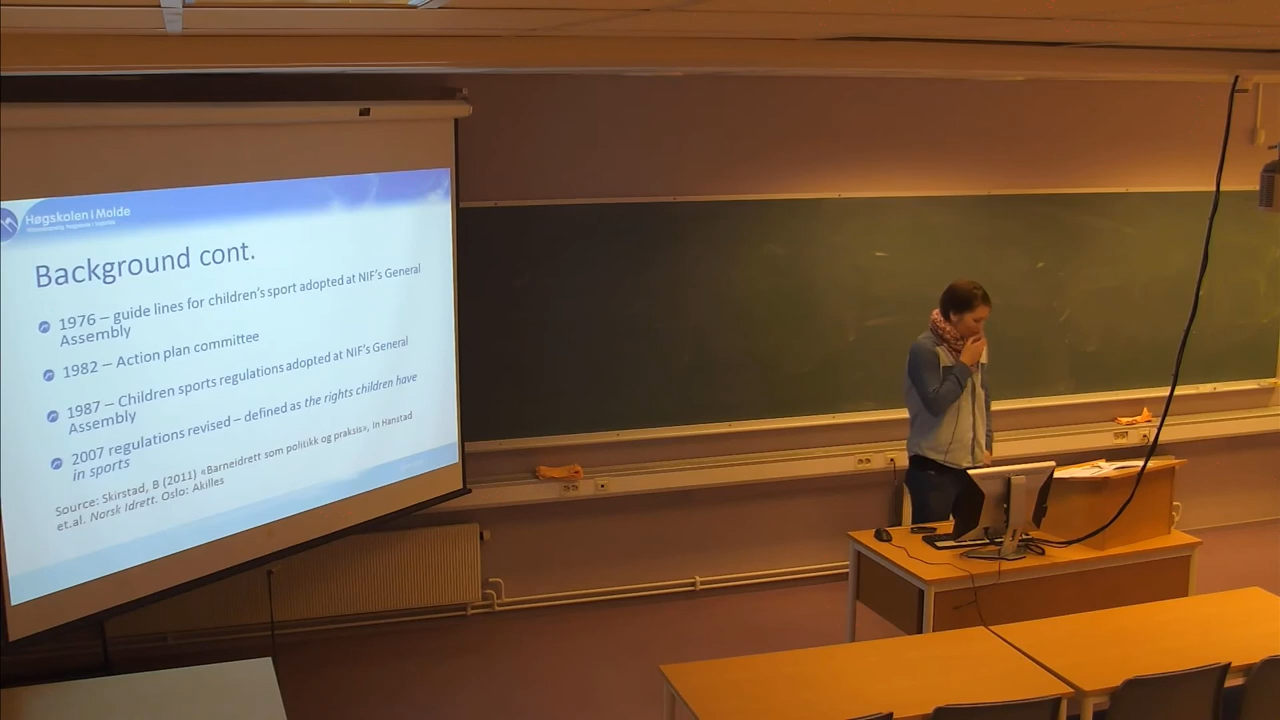 Høgskolen i Molde
Background cont.
1976 – guide lines for children's sport adopted at NIF's General
Assembly
1982 – Action plan committee
1987 – Children sports regulations adopted at NIF's General
Assembly
2007 regulations revised – defined as the rights children have
in sports
Source: Skirstad, B (2011) «Barneidrett som politikk og praksis», In Hanstad
et.al. Norsk Idrett. Oslo: Akilles